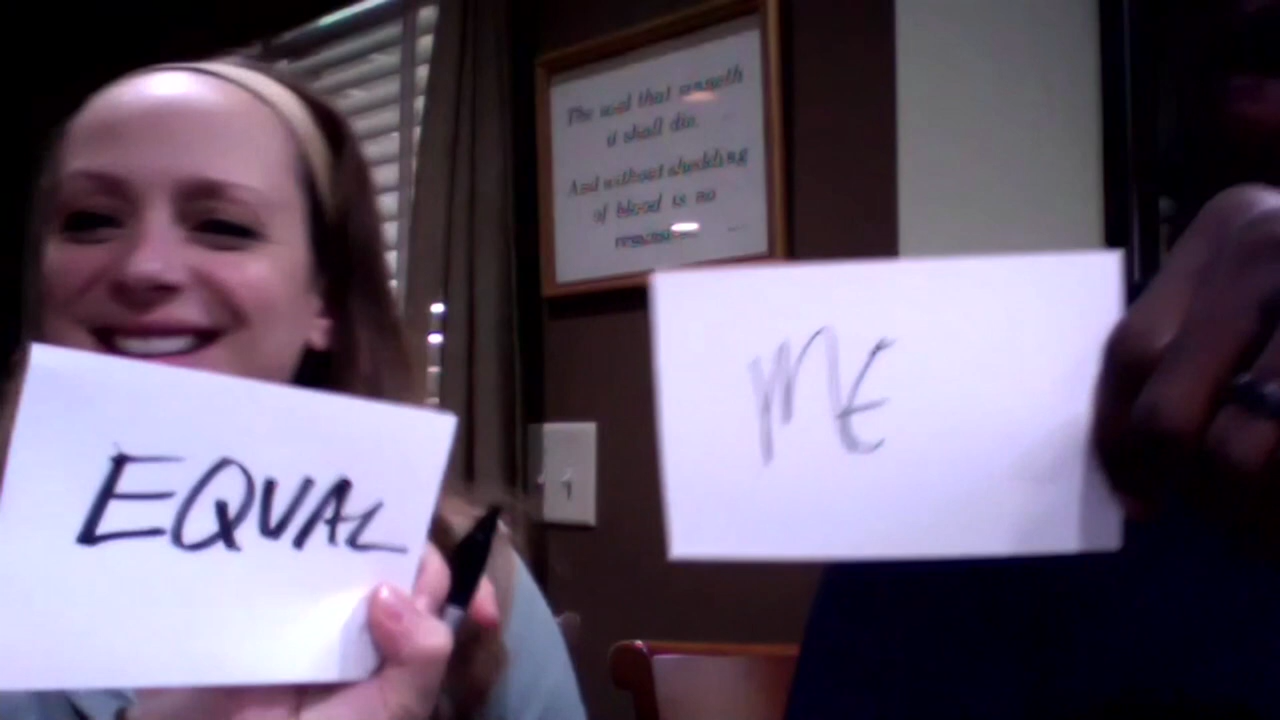 The soul that sinneth
it shall die.
And without shedding
of blood is no
EQUAL
ME